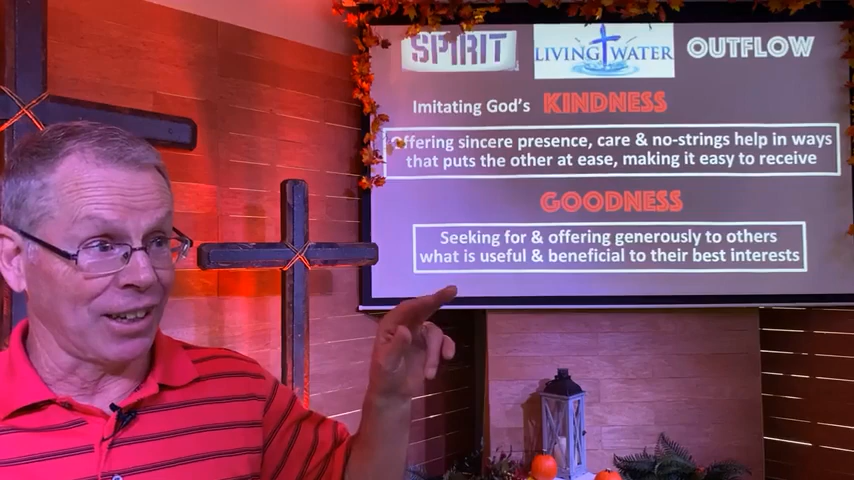 SPIRIT
LIVING WATER
OUTFLOW
Imitating God's KINDNESS
Offering sincere presence, care & no-strings help in ways
that puts the other at ease, making it easy to receive
GOODNESS
Seeking for & offering generously to others
what is useful & beneficial to their best interests